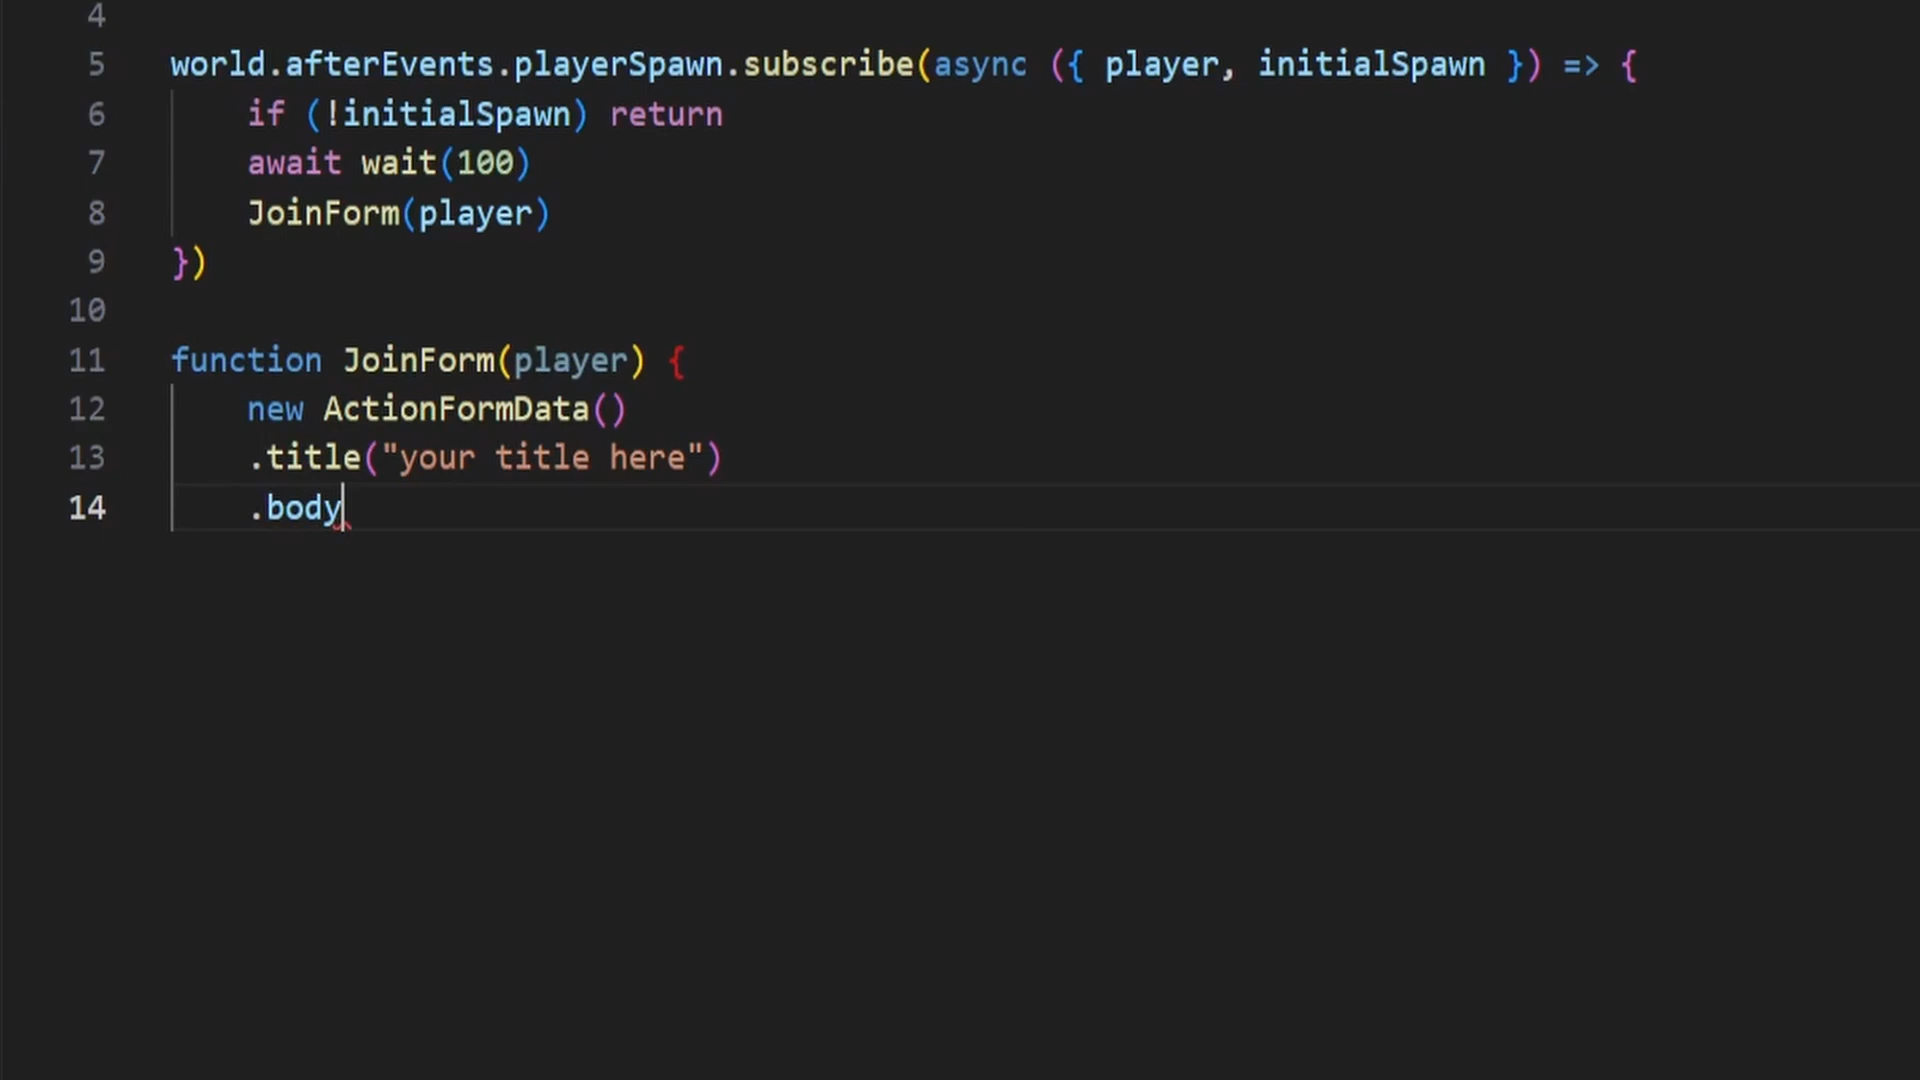 4
5 world.afterEvents.playerSpawn.subscribe(async ({ player, initialSpawn }) => {
6 if (!initialSpawn) return
7 await wait(100)
8 JoinForm(player)
9 })
10
11 function JoinForm(player) {
12 new ActionFormData()
13 .title("your title here")
14 .body